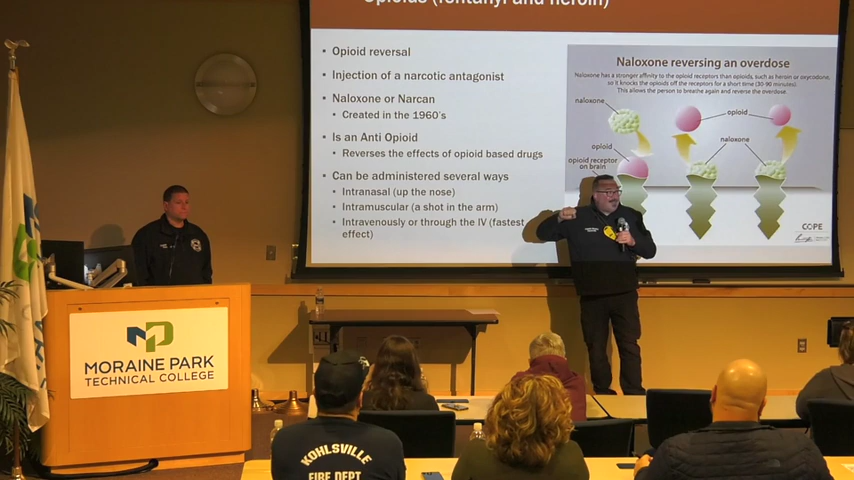 Opioids (fentanyl and heroin)
• Opioid reversal
• Injection of a narcotic antagonist
• Naloxone or Narcan
• Created in the 1960's
• Is an Anti Opioid
• Reverses the effects of opioid based drugs
• Can be administered several ways
• Intranasal (up the nose)
• Intramuscular (a shot in the arm)
• Intravenously or through the IV (fastest
effect)
Naloxone reversing an overdose
Naloxone has a stronger affinity to the opioid receptors than opioids, such as heroin or oxycodone,
so it knocks the opioids off the receptors for a short time (30-90 minutes).
This allows the person to breathe again and reverse the overdose.
naloxone
opioid
opioid
naloxone
opioid receptor
on brain
COPE
MORAINE PARK
TECHNICAL COLLEGE
KOHLSVILLE
FIRE DEPT